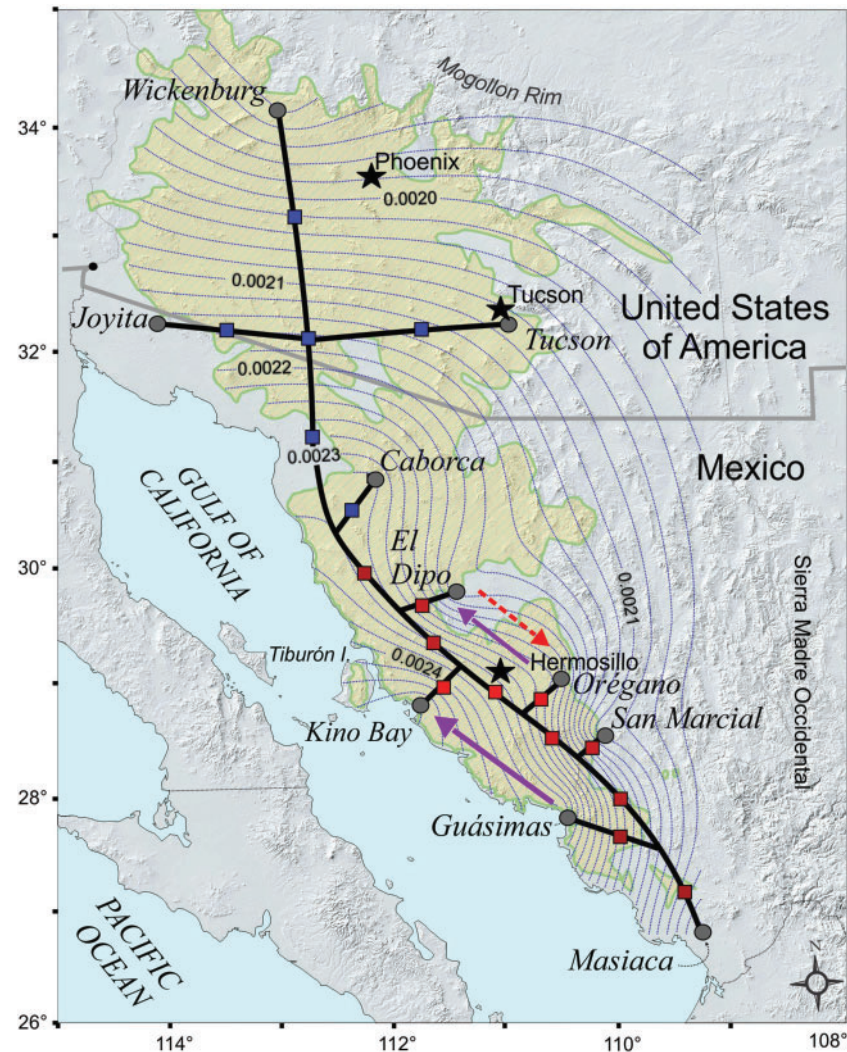 Wickenburg
Mogollon Rim
34°
Phoenix
0.0020
0.0021
Tucson
Joyita
Tucson
United States
of America
32°
0.0022
0.0023
Caborca
Mexico
GULF OF
CALIFORNIA
El
Dipo
30°
0.0021
Sierra Madre Occidental
Tiburón I.
0.0024
Hermosillo
Orégano
Kino Bay
San Marcial
28°
Guásimas
PACIFIC
OCEAN
Masiaca
N
26°
114°
112°
110°
108°